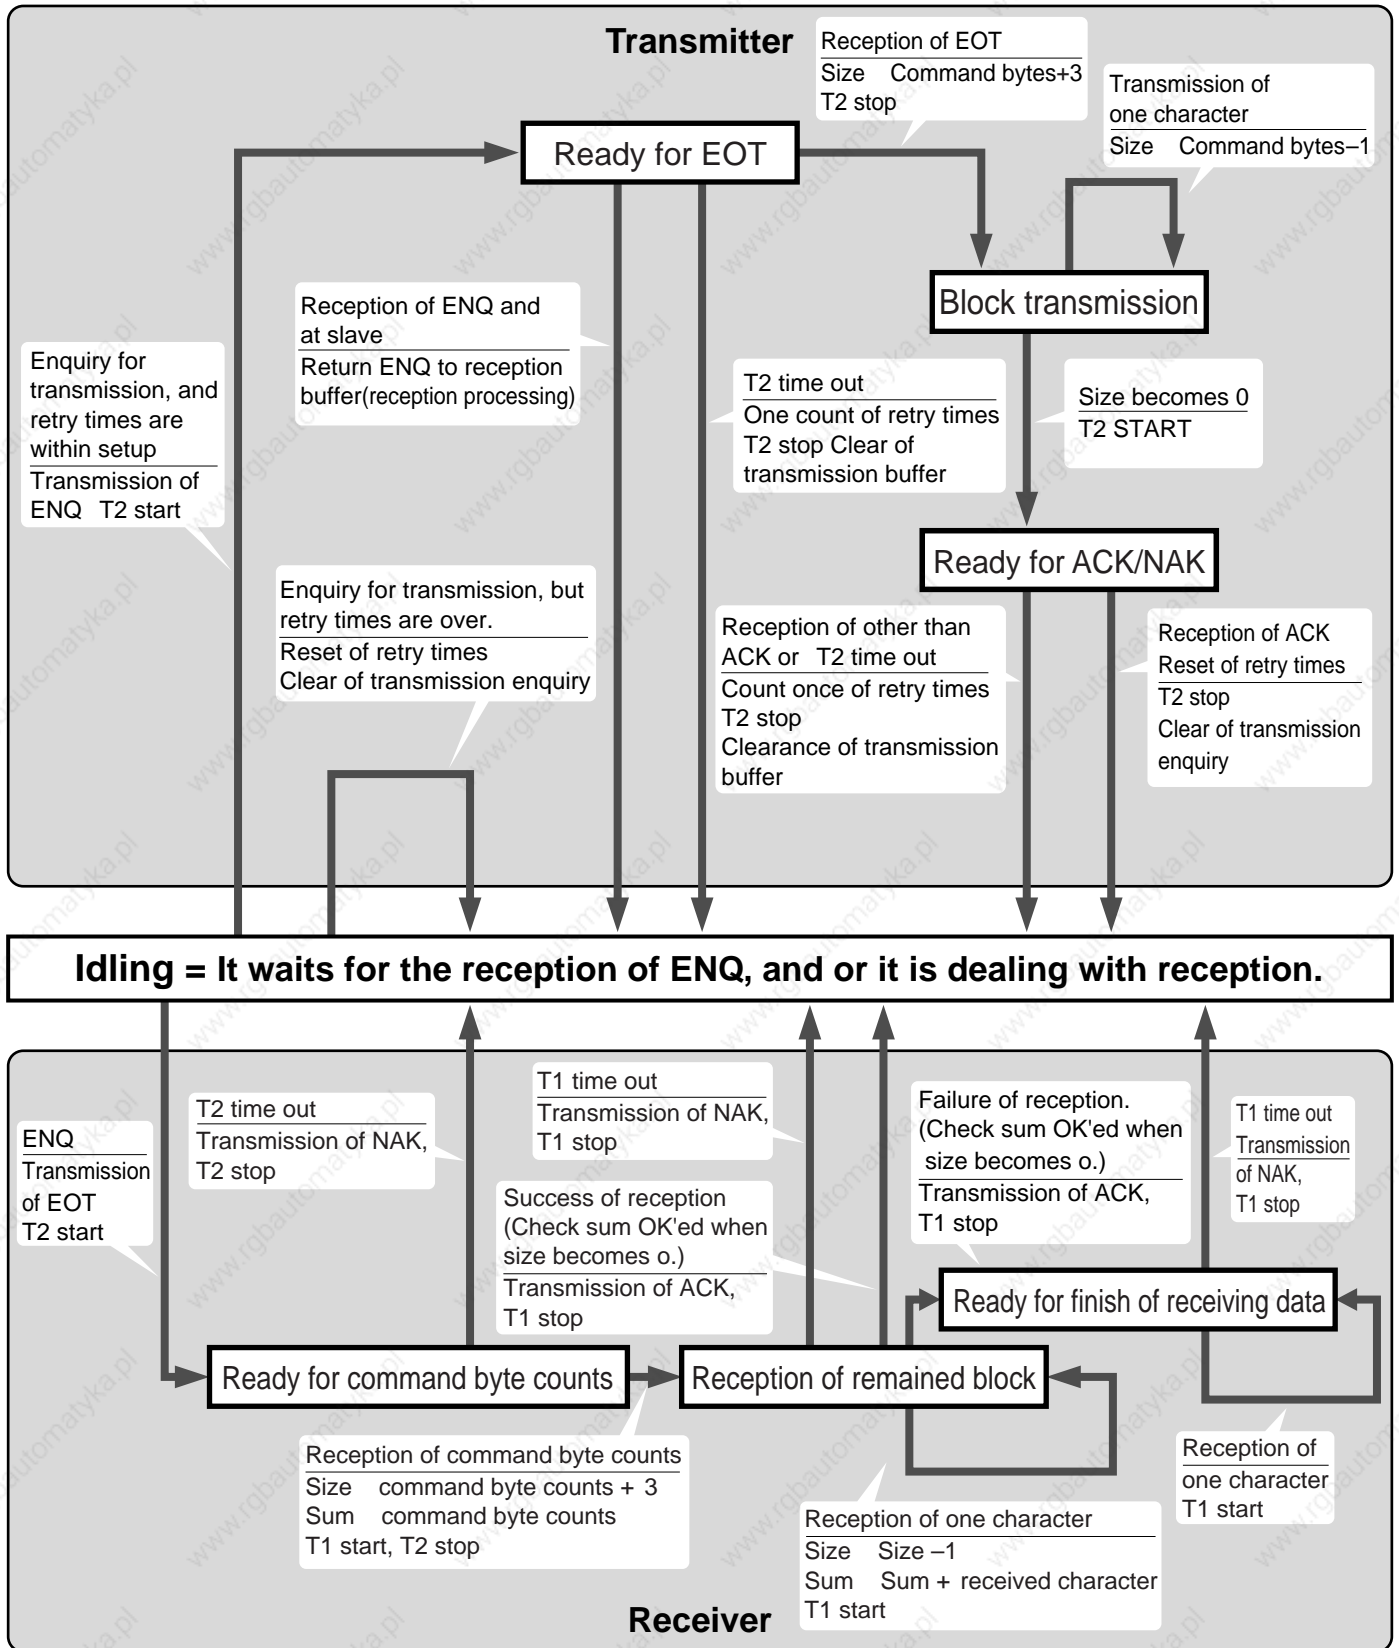 Transmitter
Reception of EOT
Size Command bytes+3
T2 stop
Transmission of
one character
Size Command bytes–1
Ready for EOT
Block transmission
Reception of ENQ and
at slave
Return ENQ to reception
buffer(reception processing)
Enquiry for
transmission, and
retry times are
within setup
Transmission of
ENQ T2 start
T2 time out
One count of retry times
T2 stop Clear of
transmission buffer
Size becomes 0
T2 START
Ready for ACK/NAK
Enquiry for transmission, but
retry times are over.
Reset of retry times
Clear of transmission enquiry
Reception of other than
ACK or T2 time out
Count once of retry times
T2 stop
Clearance of transmission
buffer
Reception of ACK
Reset of retry times
T2 stop
Clear of transmission
enquiry
Idling = It waits for the reception of ENQ, and or it is dealing with reception.
ENQ
Transmission
of EOT
T2 start
T2 time out
Transmission of NAK,
T2 stop
T1 time out
Transmission of NAK,
T1 stop
Success of reception
(Check sum OK'ed when
size becomes o.)
Transmission of ACK,
T1 stop
Failure of reception.
(Check sum OK'ed when
size becomes o.)
Transmission of ACK,
T1 stop
T1 time out
Transmission
of NAK,
T1 stop
Ready for finish of receiving data
Ready for command byte counts
Reception of remained block
Reception of command byte counts
Size command byte counts + 3
Sum command byte counts
T1 start, T2 stop
Reception of one character
Size Size –1
Sum Sum + received character
T1 start
Reception of
one character
T1 start
Receiver
www.rgbautomatyka.pl